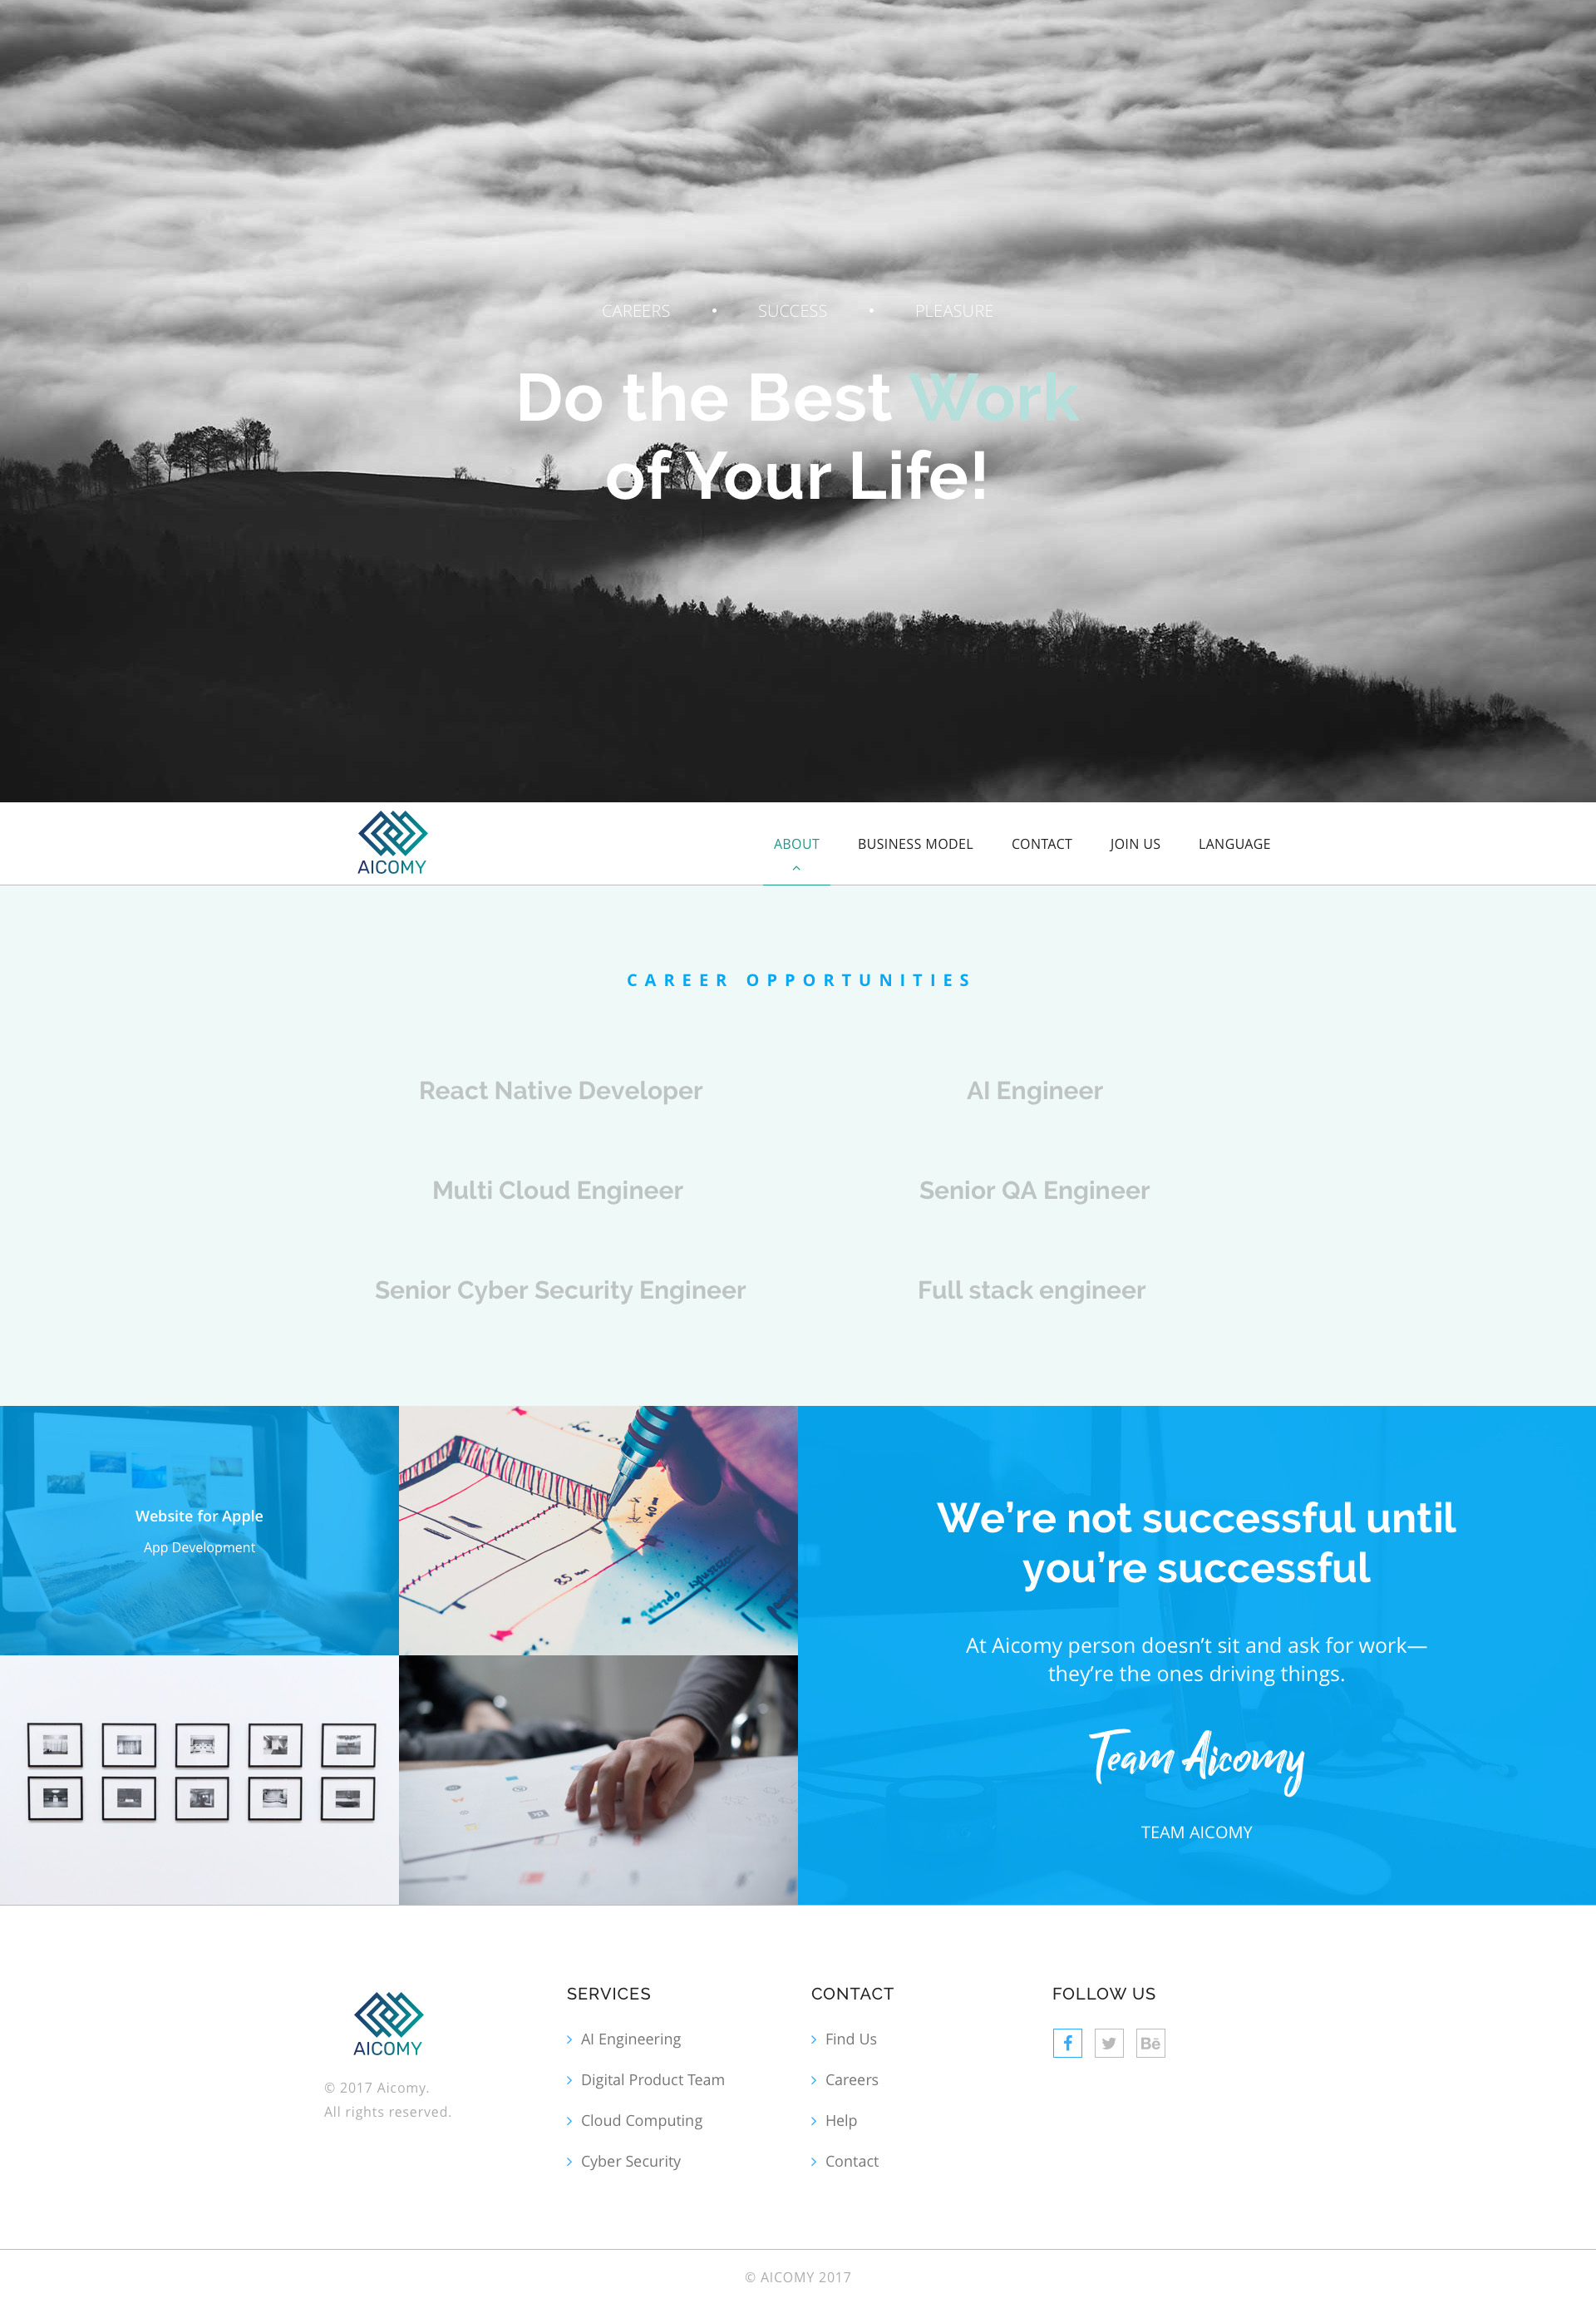 CAREERS • SUCCESS • PLEASURE
Do the Best Work
of Your Life!
AICOMY
ABOUT
BUSINESS MODEL
CONTACT
JOIN US
LANGUAGE
CAREER OPPORTUNITIES
React Native Developer
AI Engineer
Multi Cloud Engineer
Senior QA Engineer
Senior Cyber Security Engineer
Full stack engineer
Website for Apple
App Development
85 mm
40 mm
We’re not successful until
you’re successful
At Aicomy person doesn’t sit and ask for work—
they’re the ones driving things.
Team Aicomy
TEAM AICOMY
AICOMY
© 2017 Aicomy.
All rights reserved.
SERVICES
AI Engineering
Digital Product Team
Cloud Computing
Cyber Security
CONTACT
Find Us
Careers
Help
Contact
FOLLOW US
f
Bē
© AICOMY 2017